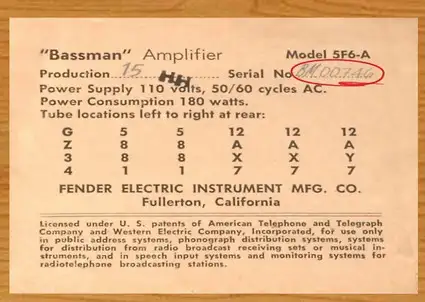 "Bassman" Amplifier Model 5F6-A
Production 15 HH Serial No. BM 00746
Power Supply 110 volts, 50/60 cycles AC.
Power Consumption 180 watts.
Tube locations left to right at rear:
G 5 5 12 12 12
Z 8 8 A A A
3 8 8 X X Y
4 1 1 7 7 7
FENDER ELECTRIC INSTRUMENT MFG. CO.
Fullerton, California
Licensed under U. S. patents of American Telephone and Telegraph
Company and Western Electric Company, Incorporated, for use only
in public address systems, phonograph distribution systems, systems
for distribution from radio broadcast receiving sets or musical in-
struments, and in speech input systems and monitoring systems for
radiotelephone broadcasting stations.